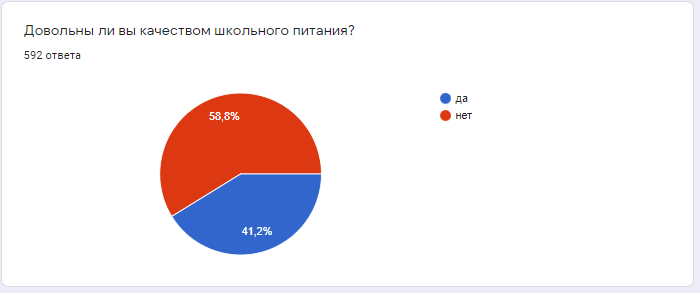 Довольны ли вы качеством школьного питания?
592 ответа
58,8%
41,2%
да
нет